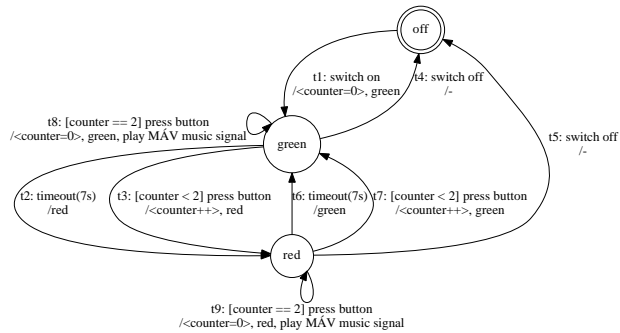 off
t1: switch on
/<counter=0>, green
t4: switch off
/-
t8: [counter == 2] press button
/<counter=0>, green, play MÁV music signal
green
t5: switch off
/-
t2: timeout(7s)
/red
t3: [counter < 2] press button
/<counter++>, red
t6: timeout(7s)
/green
t7: [counter < 2] press button
/<counter++>, green
red
t9: [counter == 2] press button
/<counter=0>, red, play MÁV music signal